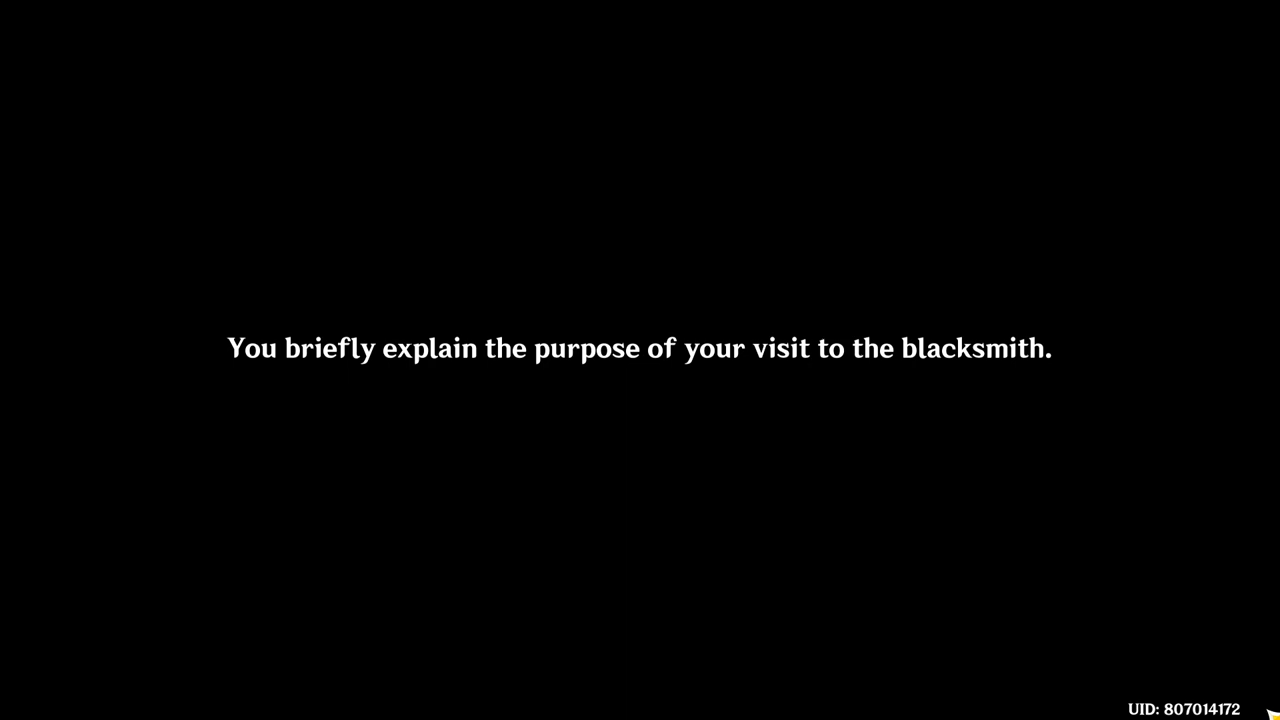 You briefly explain the purpose of your visit to the blacksmith.
UID: 807014172